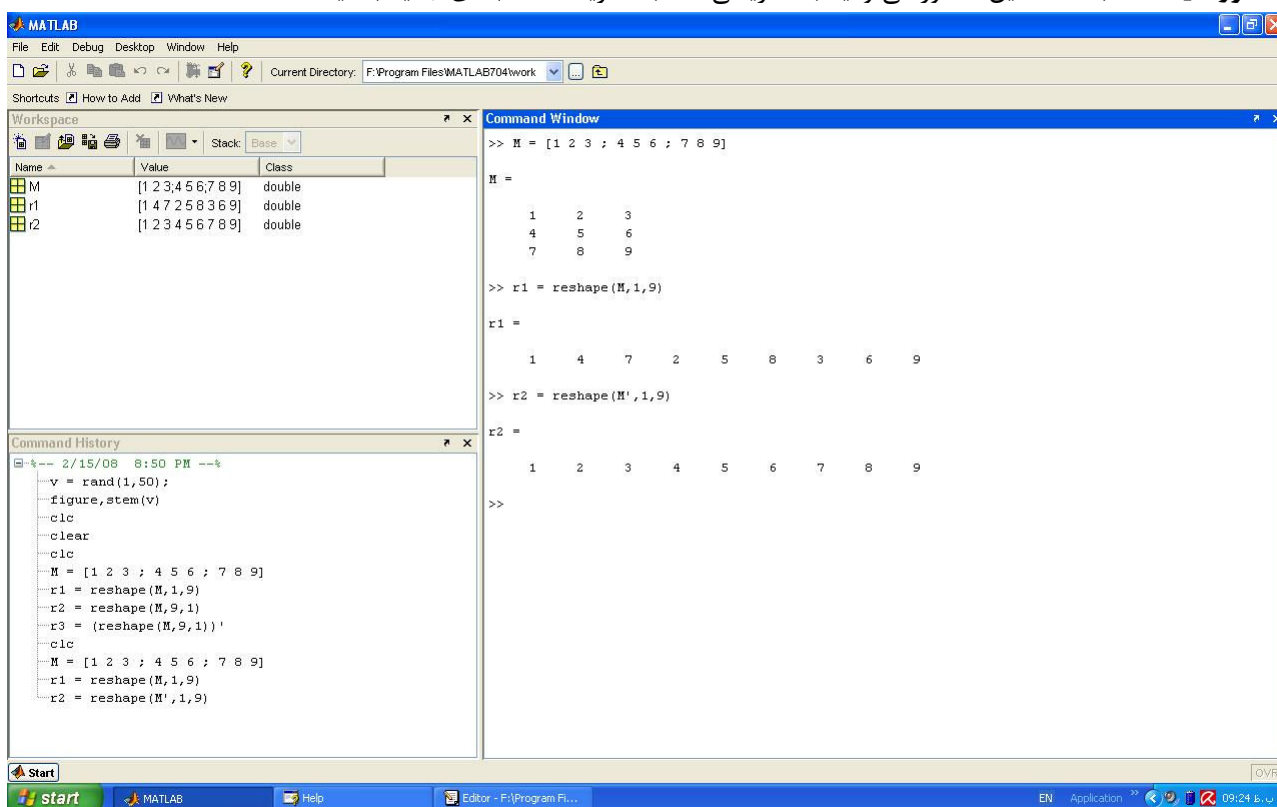 MATLAB
File Edit Debug Desktop Window Help
Current Directory: F:\Program Files\MATLAB704\work
Shortcuts How to Add What's New
Workspace
Stack: Base
Name Value Class
M [1 2 3;4 5 6;7 8 9] double
r1 [1 4 7 2 5 8 3 6 9] double
r2 [1 2 3 4 5 6 7 8 9] double
Command History
%-- 2/15/08 8:50 PM --%
v = rand(1,50);
figure,stem(v)
clc
clear
clc
M = [1 2 3 ; 4 5 6 ; 7 8 9]
r1 = reshape(M,1,9)
r2 = reshape(M,9,1)
r3 = (reshape(M,9,1))'
clc
M = [1 2 3 ; 4 5 6 ; 7 8 9]
r1 = reshape(M,1,9)
r2 = reshape(M',1,9)
Command Window
>> M = [1 2 3 ; 4 5 6 ; 7 8 9]
M =
1 2 3
4 5 6
7 8 9
>> r1 = reshape(M,1,9)
r1 =
1 4 7 2 5 8 3 6 9
>> r2 = reshape(M',1,9)
r2 =
1 2 3 4 5 6 7 8 9
>>
Start
OVR
start MATLAB Help Editor - F:\Program Fi... EN Application » 09:24